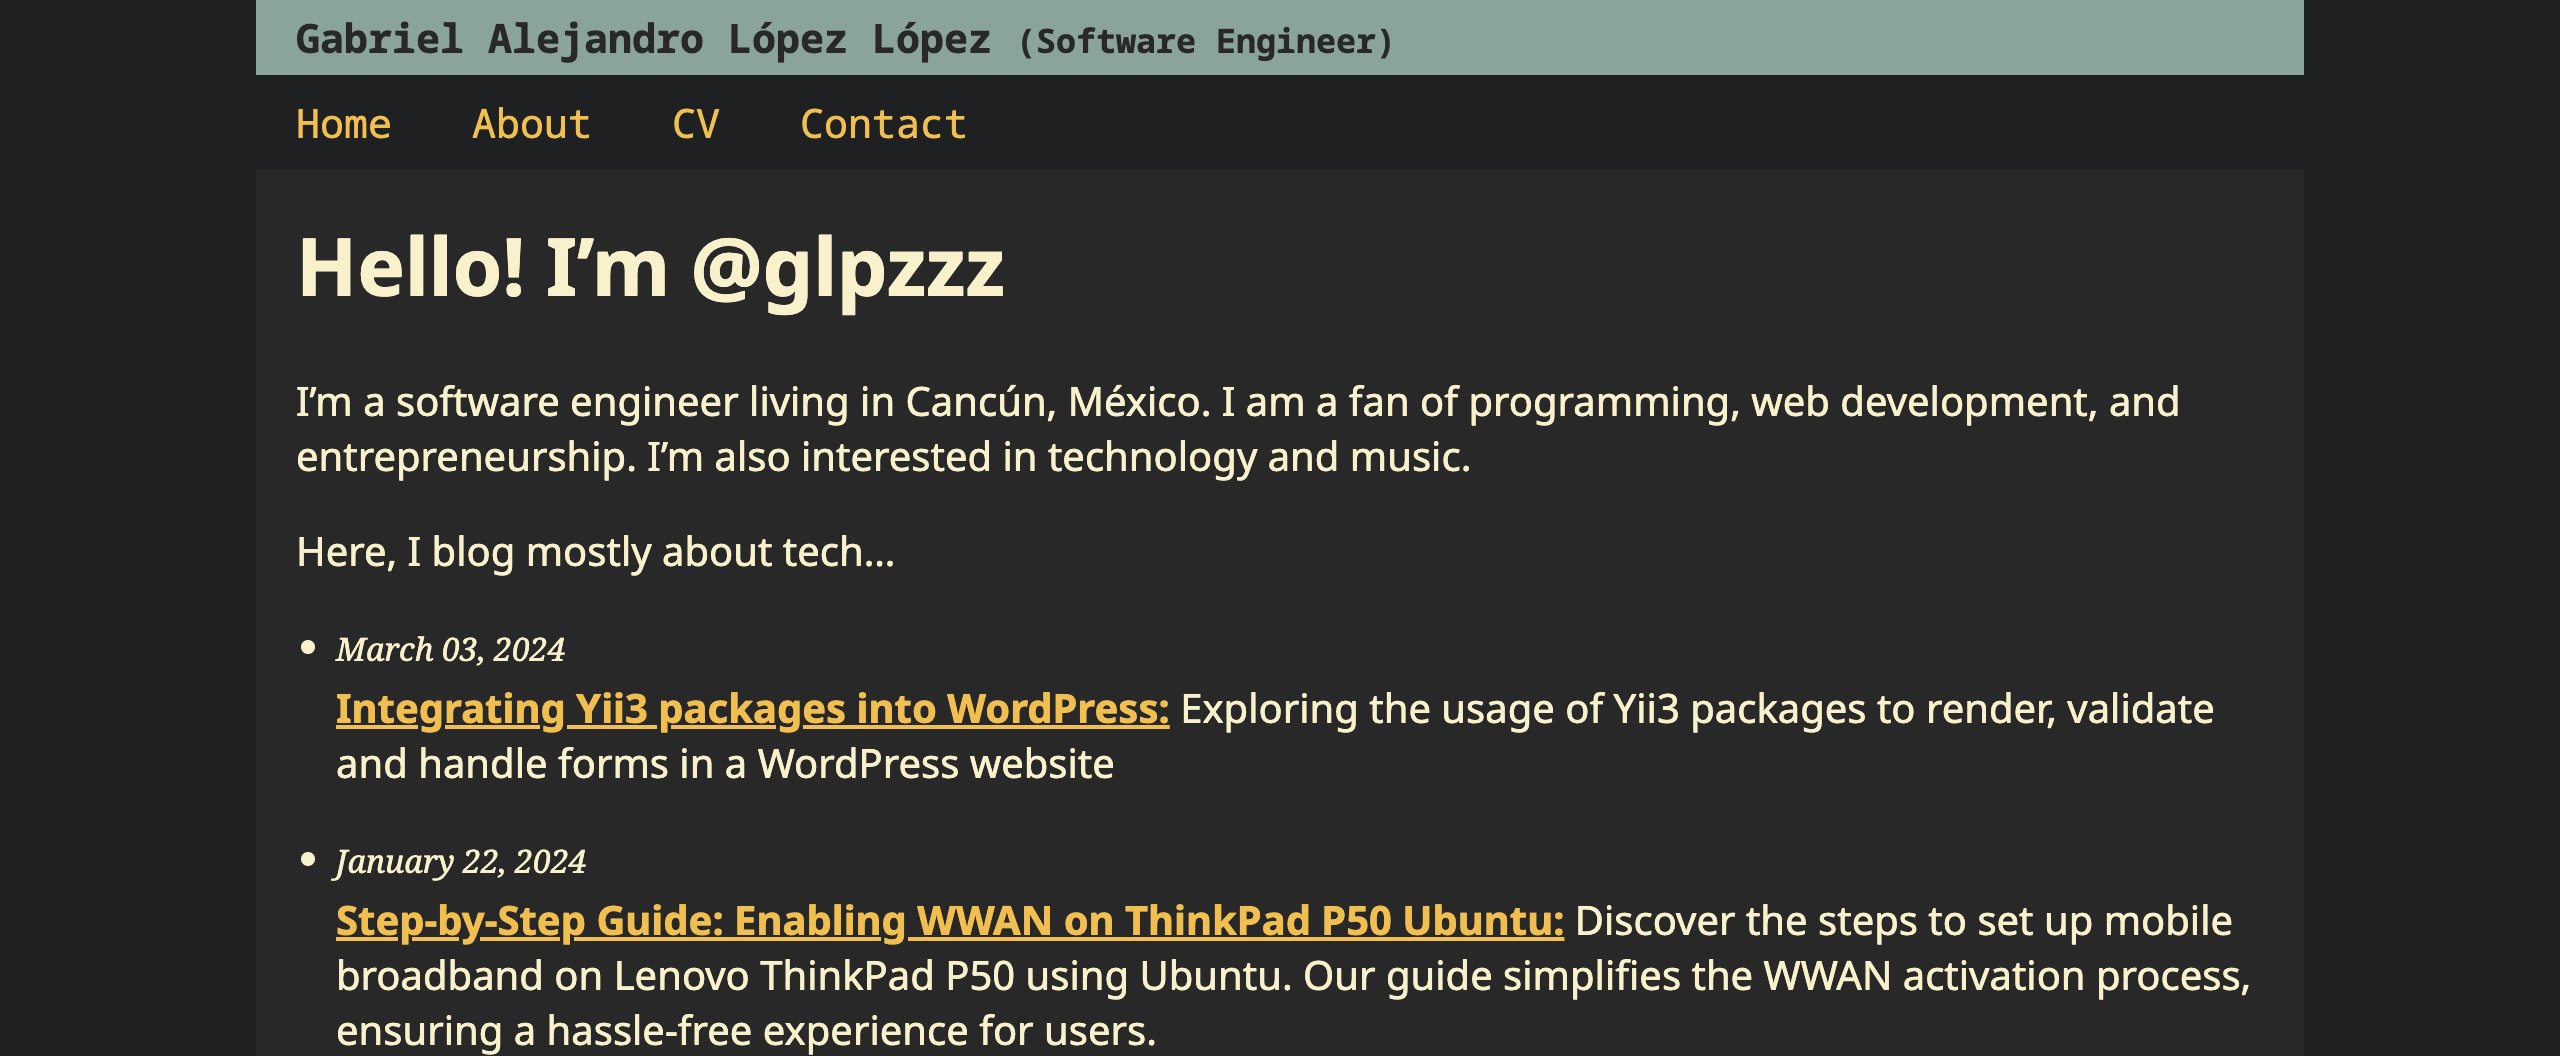 Gabriel Alejandro López López (Software Engineer)
Home About CV Contact
Hello! I’m @glpzzz
I’m a software engineer living in Cancún, México. I am a fan of programming, web development, and
entrepreneurship. I’m also interested in technology and music.
Here, I blog mostly about tech...
• March 03, 2024
Integrating Yii3 packages into WordPress: Exploring the usage of Yii3 packages to render, validate
and handle forms in a WordPress website
• January 22, 2024
Step-by-Step Guide: Enabling WWAN on ThinkPad P50 Ubuntu: Discover the steps to set up mobile
broadband on Lenovo ThinkPad P50 using Ubuntu. Our guide simplifies the WWAN activation process,
ensuring a hassle-free experience for users.